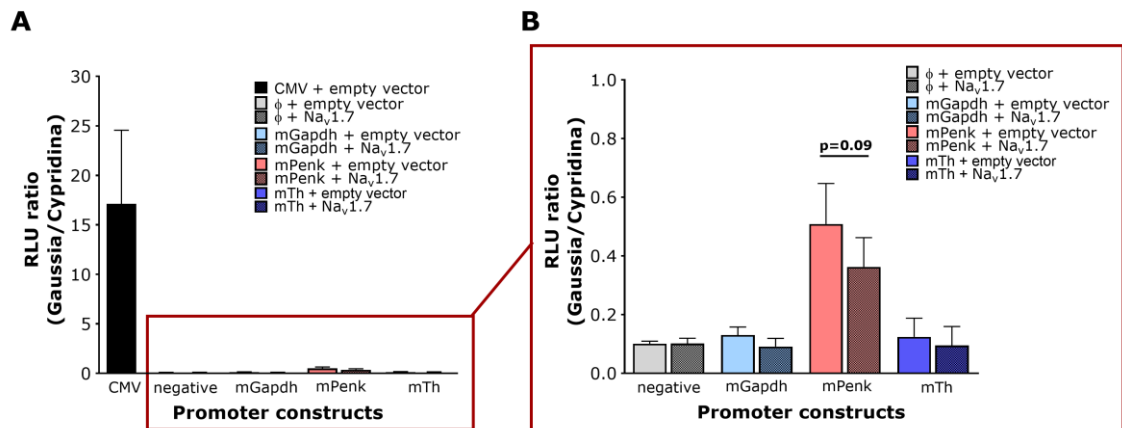 A
RLU ratio
(Gaussia/Cypridina)
30
25
20
15
10
5
0
CMV + empty vector
ϕ + empty vector
ϕ + Nav1.7
mGapdh + empty vector
mGapdh + Nav1.7
mPenk + empty vector
mPenk + Nav1.7
mTh + empty vector
mTh + Nav1.7
CMV negative mGapdh mPenk mTh
Promoter constructs
B
RLU ratio
(Gaussia/Cypridina)
1.0
0.8
0.6
0.4
0.2
0.0
ϕ + empty vector
ϕ + Nav1.7
mGapdh + empty vector
mGapdh + Nav1.7
mPenk + empty vector
mPenk + Nav1.7
mTh + empty vector
mTh + Nav1.7
p=0.09
negative mGapdh mPenk mTh
Promoter constructs